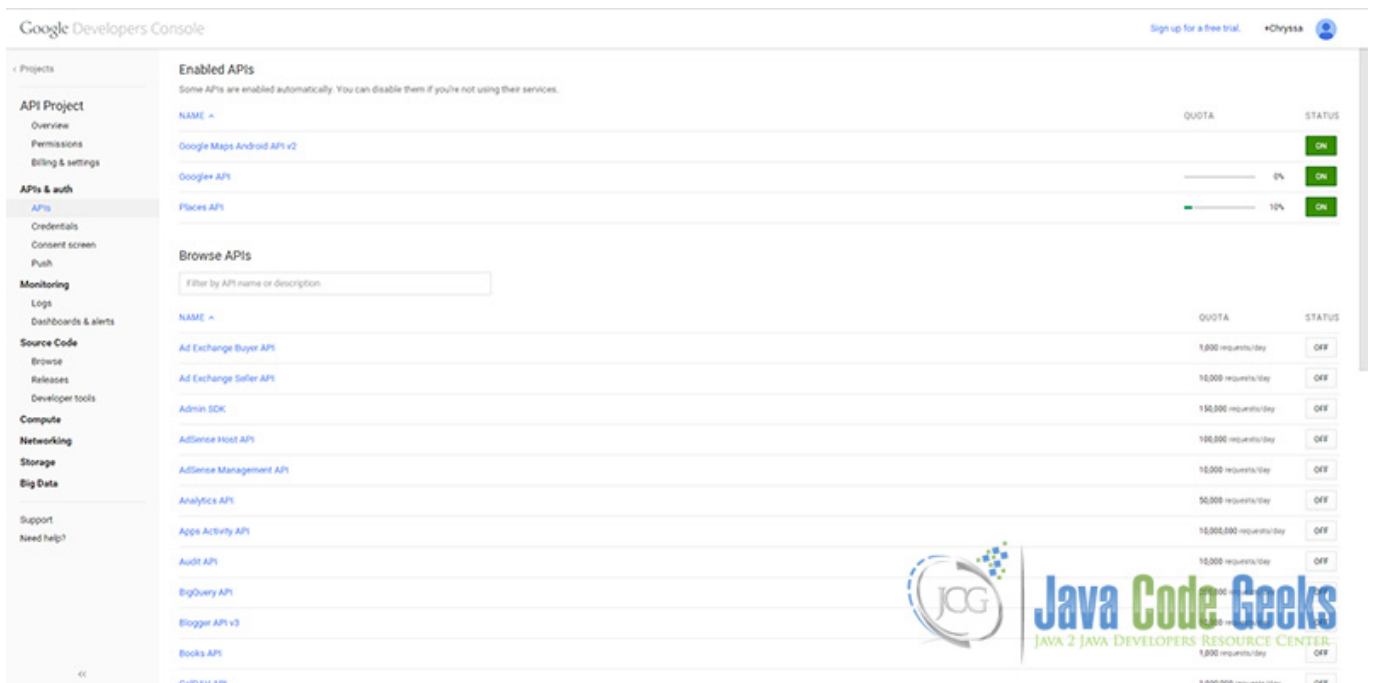 Google Developers Console
Sign up for a free trial. +Chryssa
< Projects
API Project
Overview
Permissions
Billing & settings
APIs & auth
APIs
Credentials
Consent screen
Push
Monitoring
Logs
Dashboards & alerts
Source Code
Browse
Releases
Developer tools
Compute
Networking
Storage
Big Data
Support
Need help?
<<
Enabled APIs
Some APIs are enabled automatically. You can disable them if you're not using their services.
NAME QUOTA STATUS
Google Maps Android API v2 ON
Google+ API 0% ON
Places API 10% ON
Browse APIs
Filter by API name or description
NAME QUOTA STATUS
Ad Exchange Buyer API 1,000 requests/day OFF
Ad Exchange Seller API 10,000 requests/day OFF
Admin SDK 150,000 requests/day OFF
AdSense Host API 100,000 requests/day OFF
AdSense Management API 10,000 requests/day OFF
Analytics API 50,000 requests/day OFF
Apps Activity API 10,000,000 requests/day OFF
Audit API 10,000 requests/day OFF
BigQuery API OFF
Blogger API v3 requests/day OFF
Books API 1,000 requests/day OFF
JCG
Java Code Geeks
JAVA 2 JAVA DEVELOPERS RESOURCE CENTER